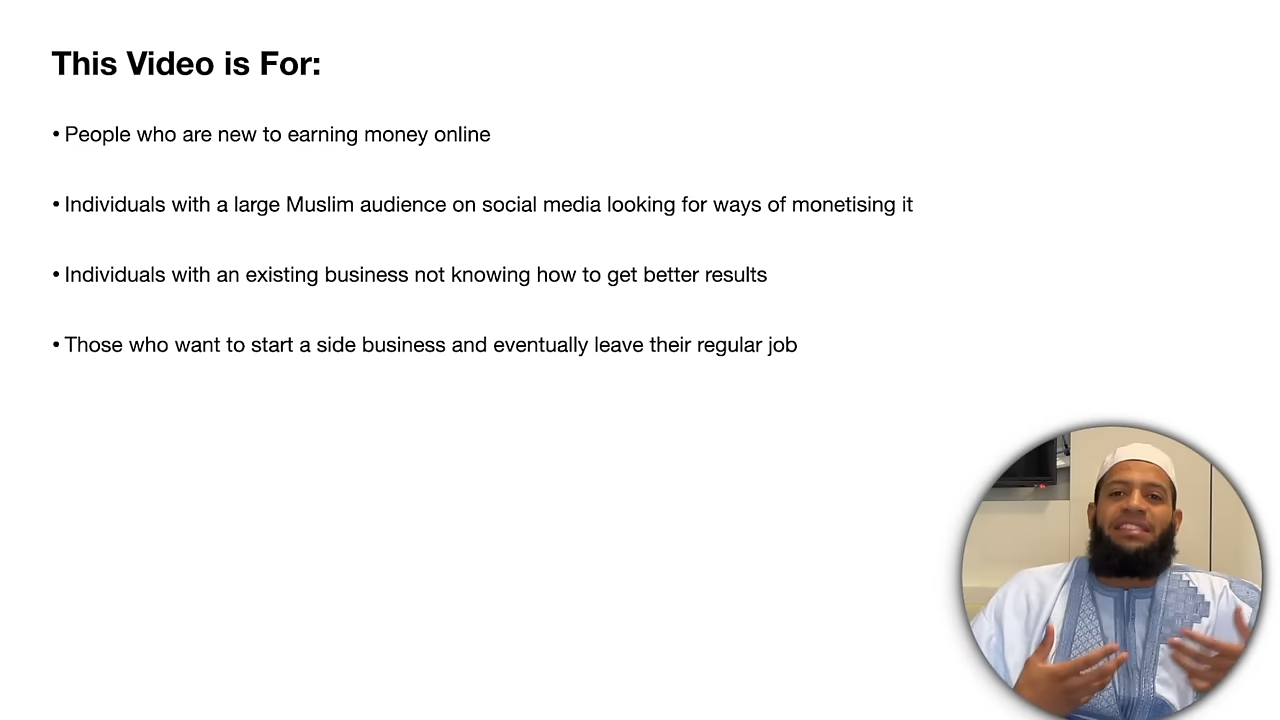 This Video is For:
• People who are new to earning money online
• Individuals with a large Muslim audience on social media looking for ways of monetising it
• Individuals with an existing business not knowing how to get better results
• Those who want to start a side business and eventually leave their regular job